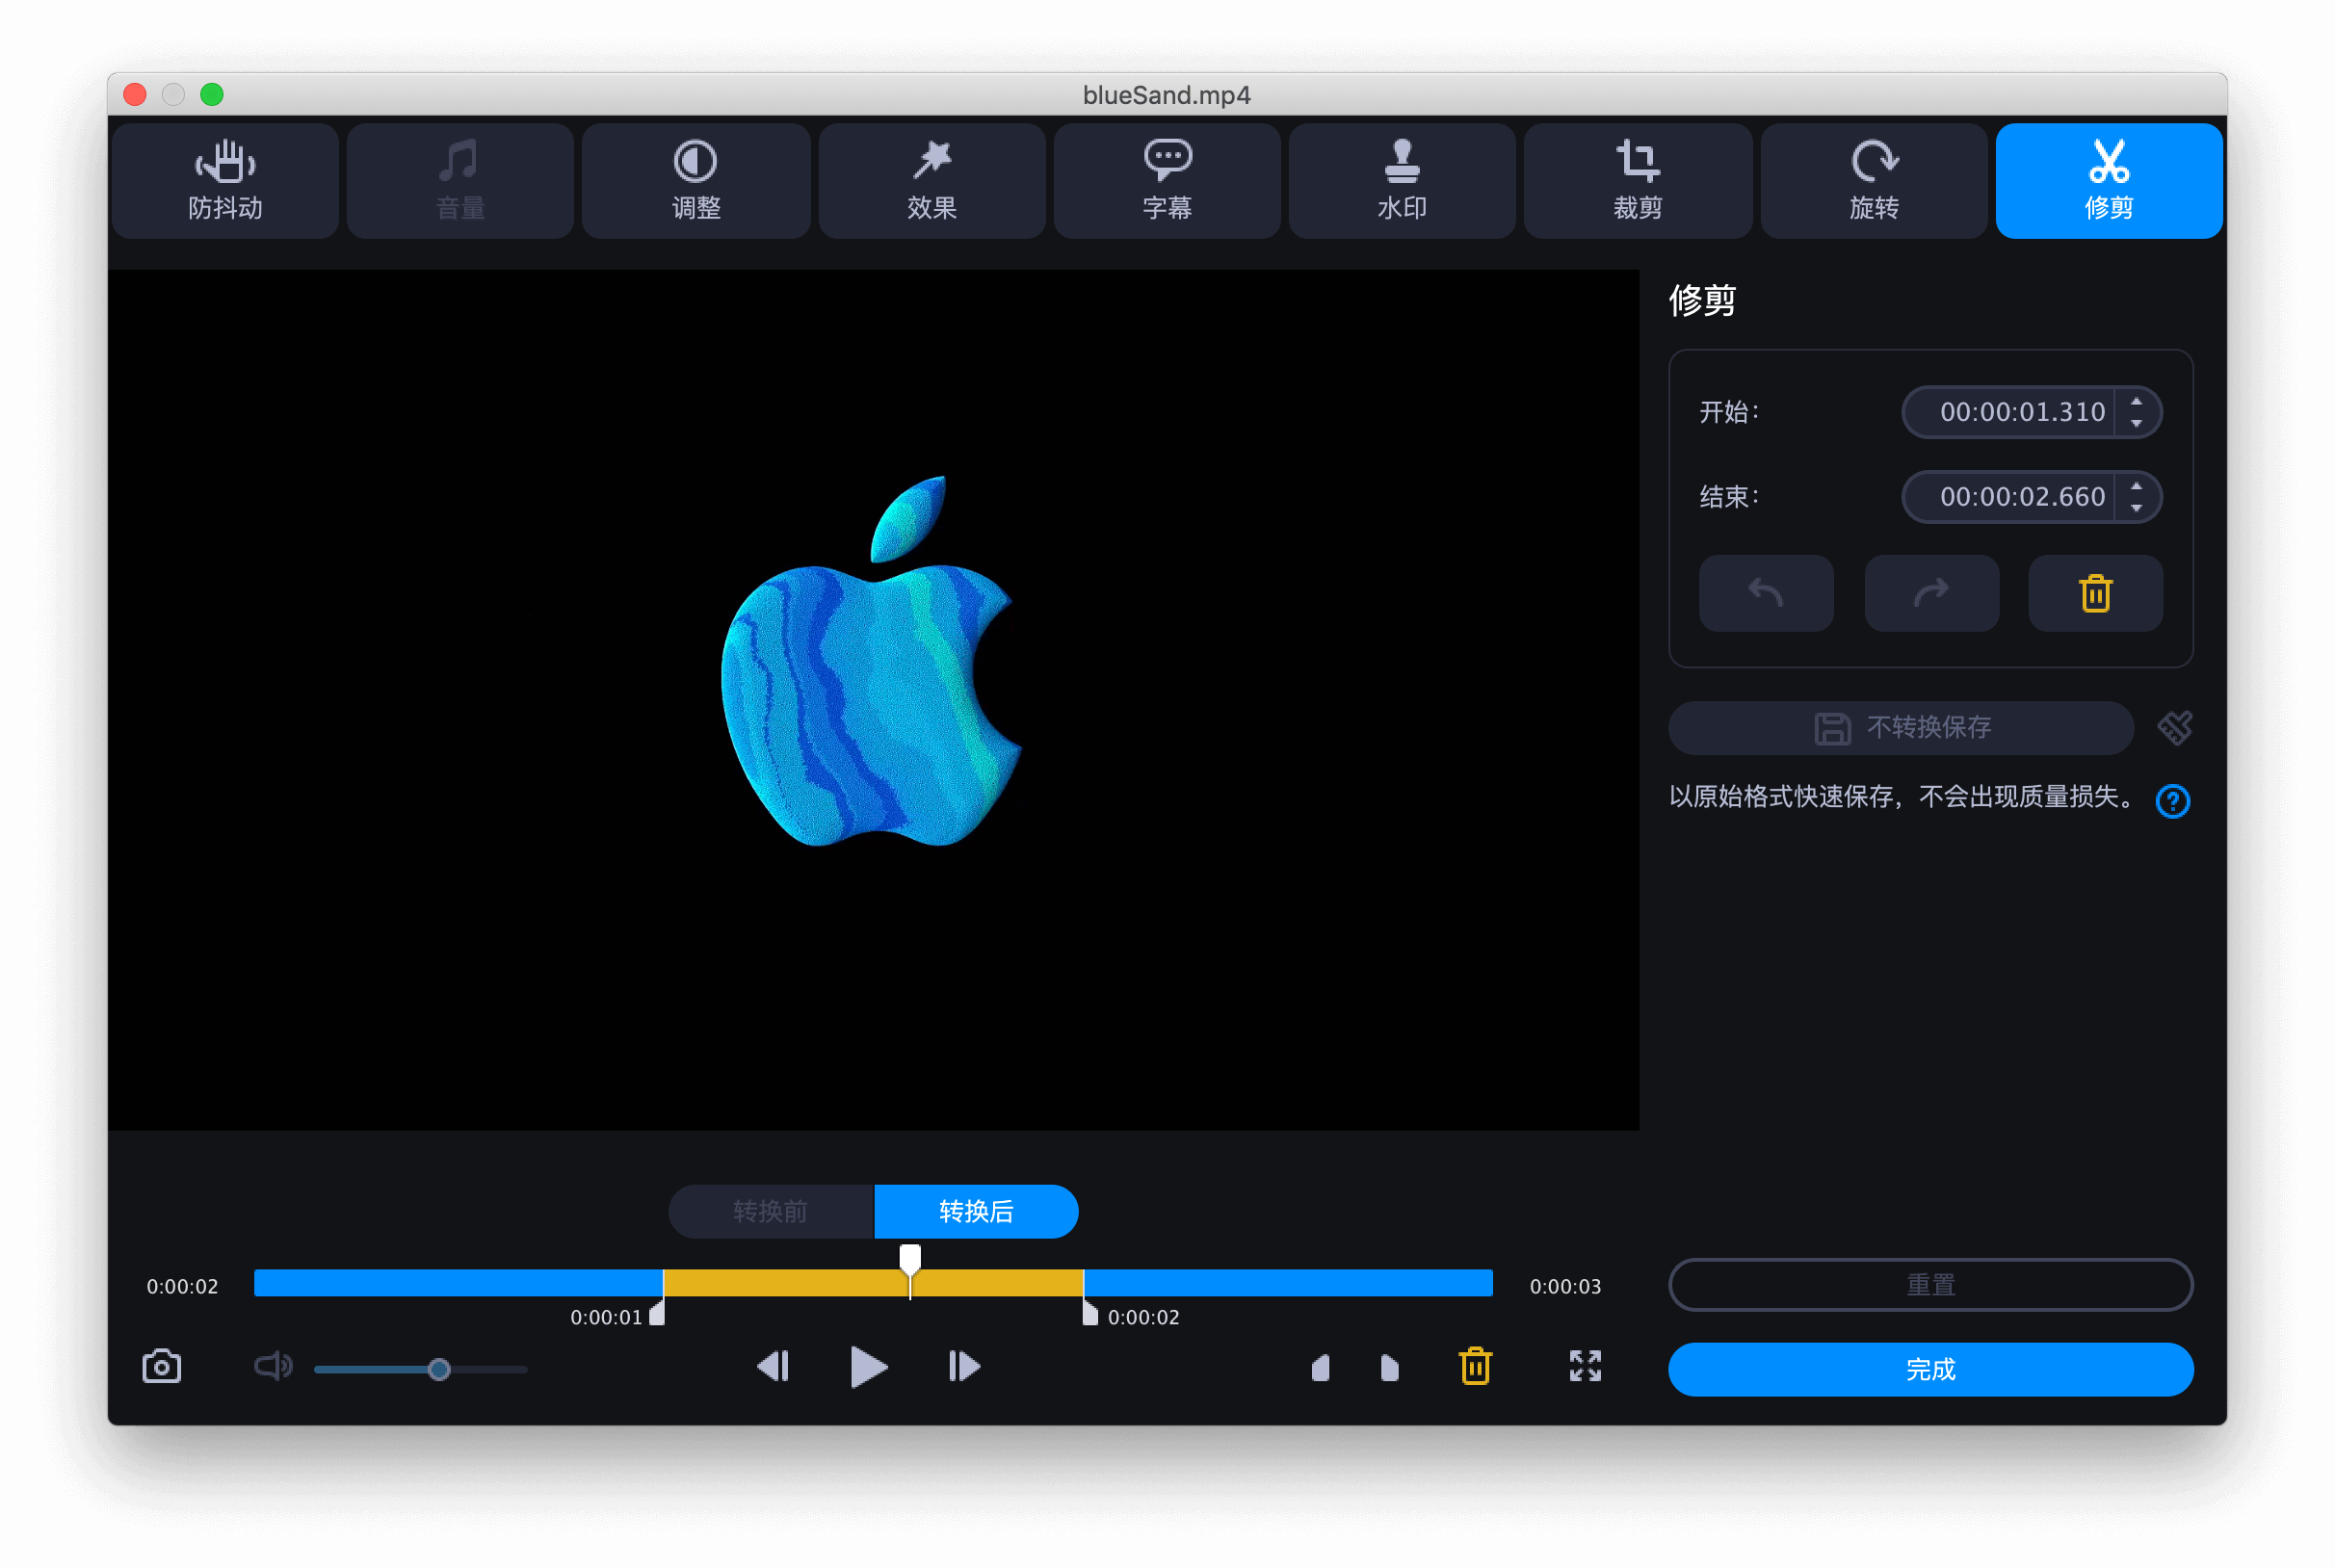 blueSand.mp4
防抖动 音量 调整 效果 字幕 水印 裁剪 旋转 修剪
修剪
开始： 00:00:01.310
结束： 00:00:02.660
不转换保存
以原始格式快速保存，不会出现质量损失。
转换前 转换后
0:00:02 0:00:03
0:00:01 0:00:02
重置
完成